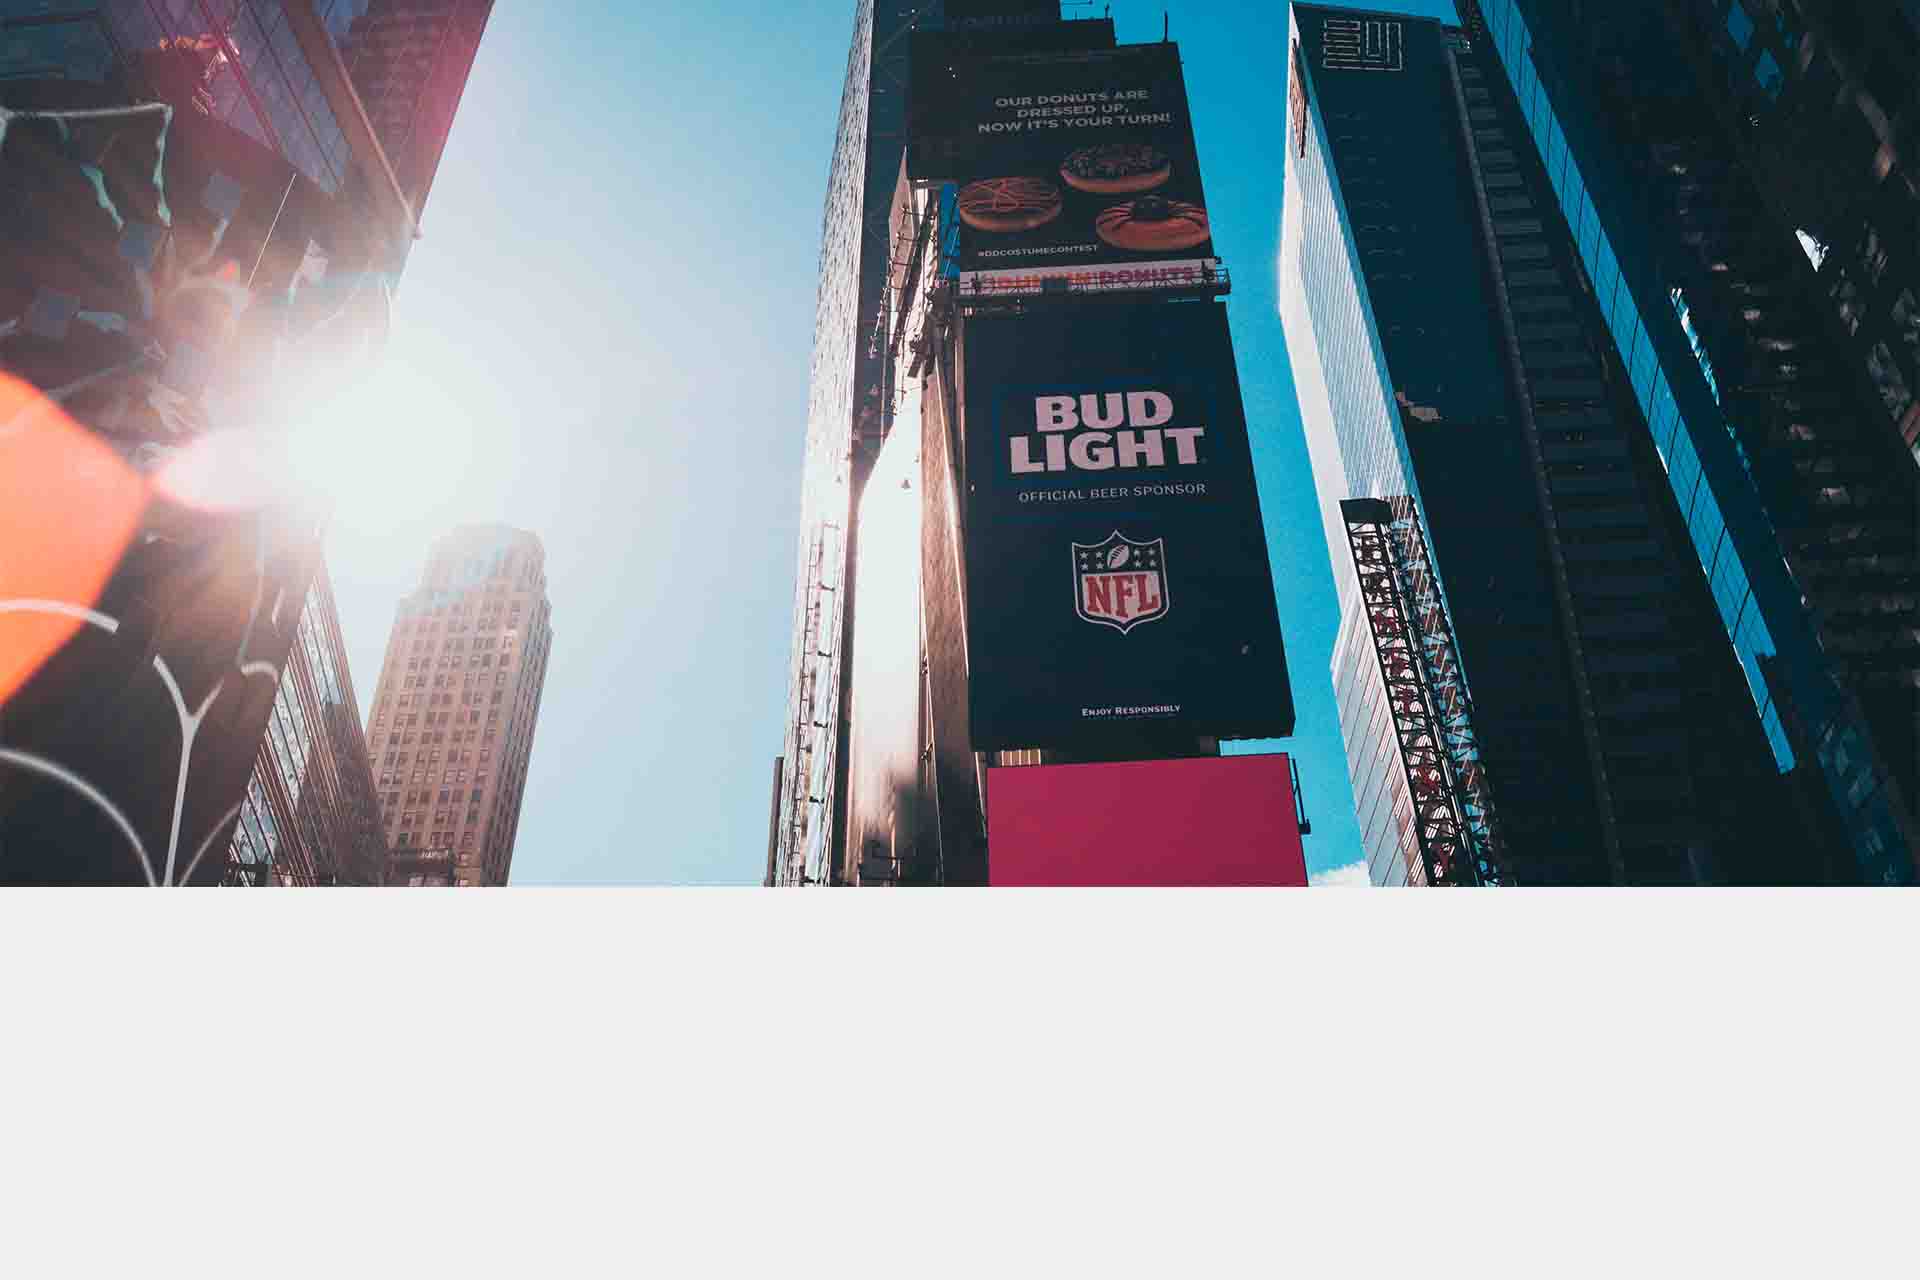 OUR DONUTS ARE
DRESSED UP,
NOW IT'S YOUR TURN!
#DDCOSTUMECONTEST
DUNKIN' DONUTS
BUD
LIGHT
OFFICIAL BEER SPONSOR
NFL
ENJOY RESPONSIBLY